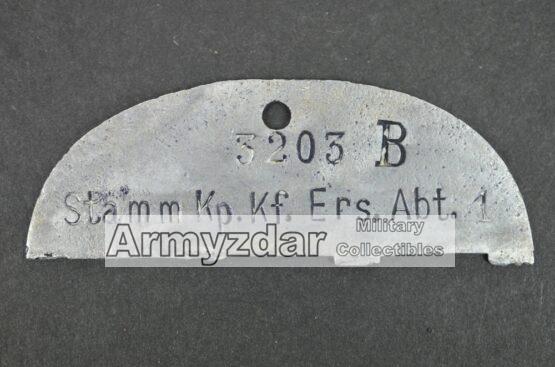 3203 B
Stamm Kp. Kf. Ers. Abt. 1
Armyzdar Military
Collectibles